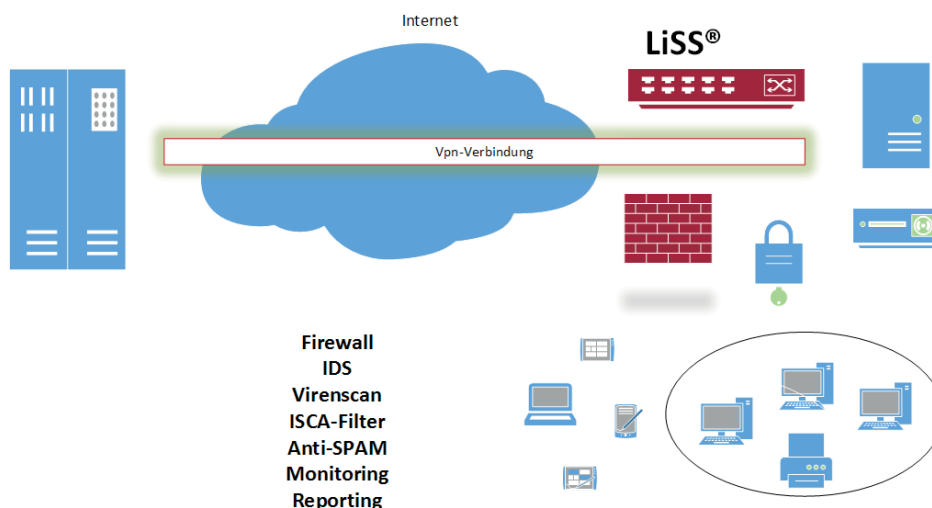 Internet
LiSS®
Vpn-Verbindung
Firewall
IDS
Virenscan
ISCA-Filter
Anti-SPAM
Monitoring
Reporting